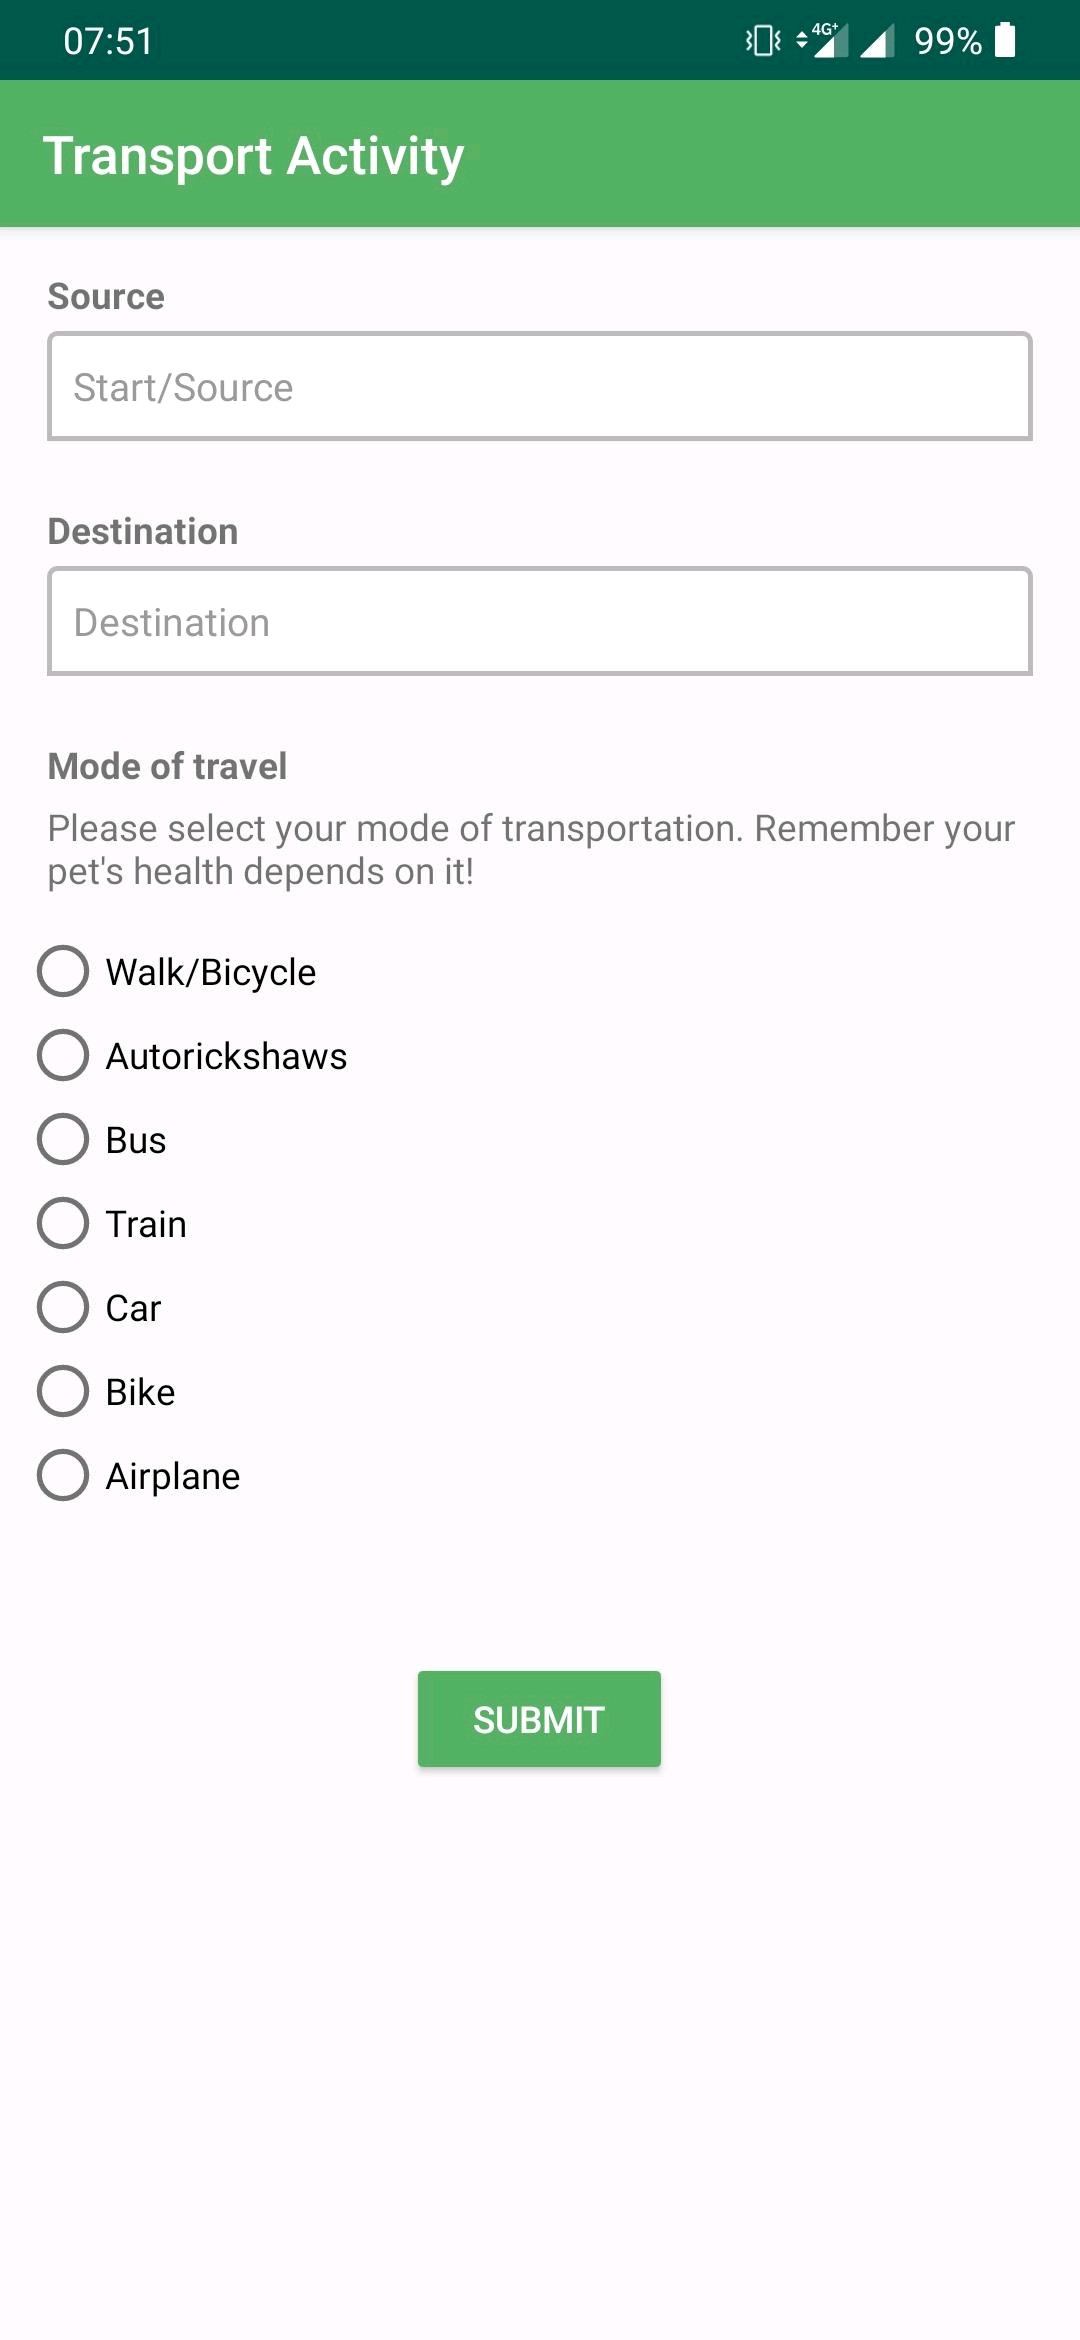 07:51
4G+ 99%
Transport Activity
Source
Start/Source
Destination
Destination
Mode of travel
Please select your mode of transportation. Remember your
pet's health depends on it!
Walk/Bicycle
Autorickshaws
Bus
Train
Car
Bike
Airplane
SUBMIT